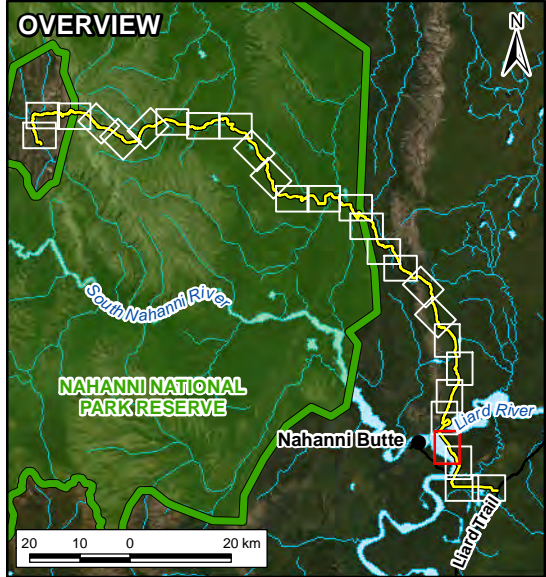 OVERVIEW
N
South Nahanni River
NAHANNI NATIONAL
PARK RESERVE
Liard River
Nahanni Butte
Liard Trail
20 10 0 20 km